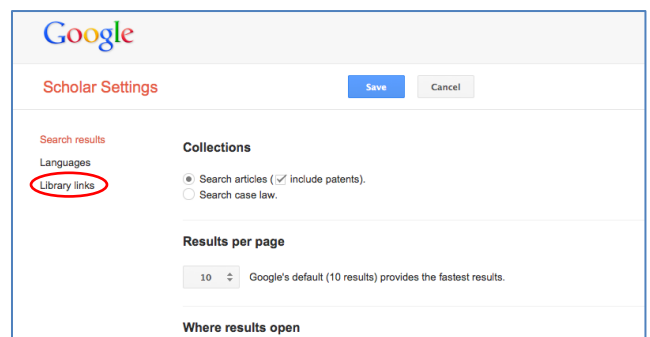 Google
Scholar Settings
Save
Cancel
Search results
Languages
Library links
Collections
Search articles ( include patents).
Search case law.
Results per page
10 Google's default (10 results) provides the fastest results.
Where results open